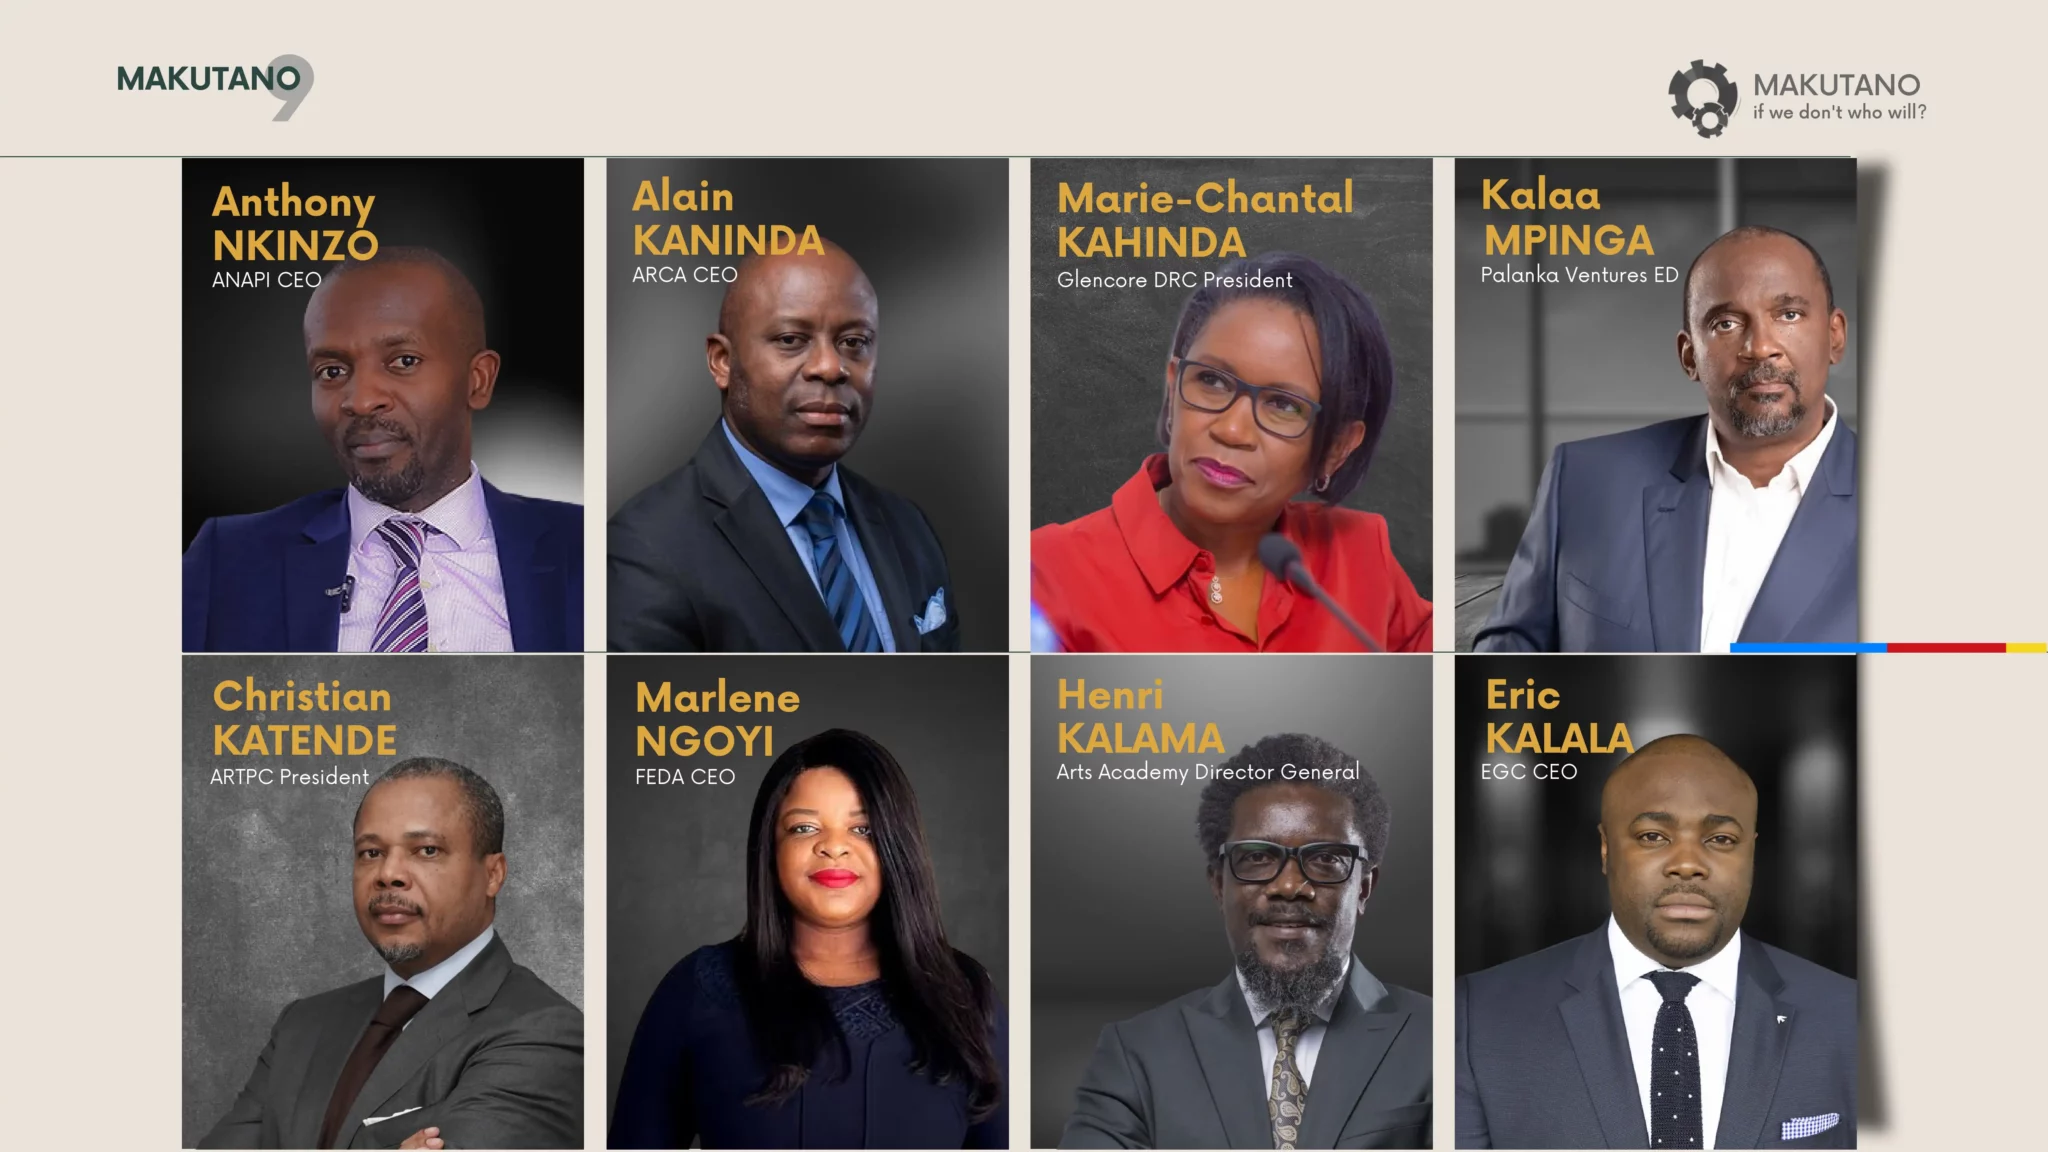 MAKUTANO9
MAKUTANO
if we don't who will?
Anthony
NKINZO
ANAPI CEO
Alain
KANINDA
ARCA CEO
Marie-Chantal
KAHINDA
Glencore DRC President
Kalaa
MPINGA
Palanka Ventures ED
Christian
KATENDE
ARTPC President
Marlene
NGOYI
FEDA CEO
Henri
KALAMA
Arts Academy Director General
Eric
KALALA
EGC CEO